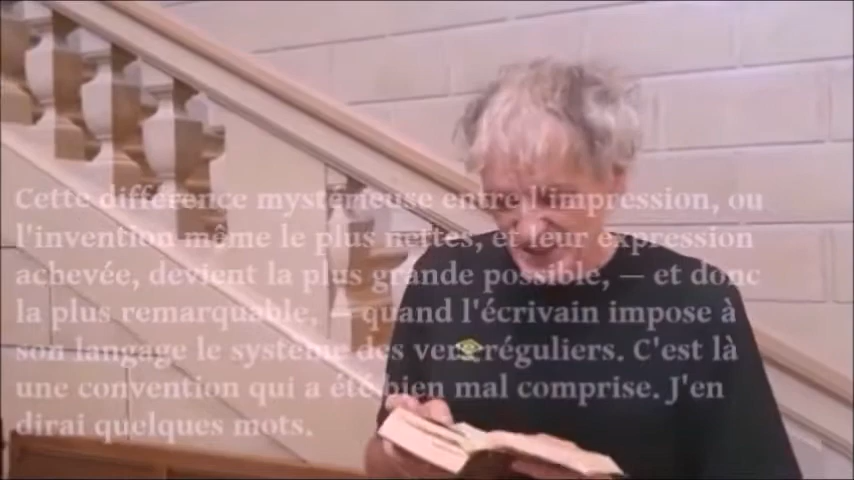 Cette différence mystérieuse entre l'impression, ou
l'invention même le plus nettes, et leur expression
achevée, devient la plus grande possible, — et donc
la plus remarquable, — quand l'écrivain impose à
son langage le système des vers réguliers. C'est là
une convention qui a été bien mal comprise. J'en
dirai quelques mots.